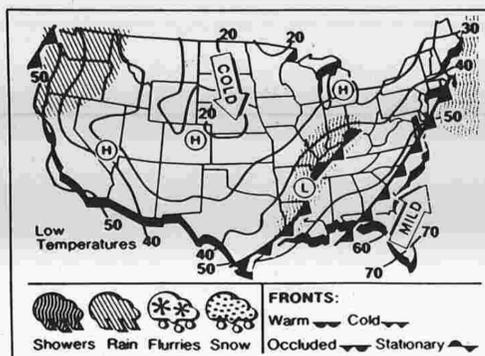 20
20
30
50
40
COLD
H
50
20
H
H
L
MILD
50
40
Low
Temperatures
40
50
60
70
70
Showers Rain Flurries Snow
FRONTS:
Warm Cold
Occluded Stationary